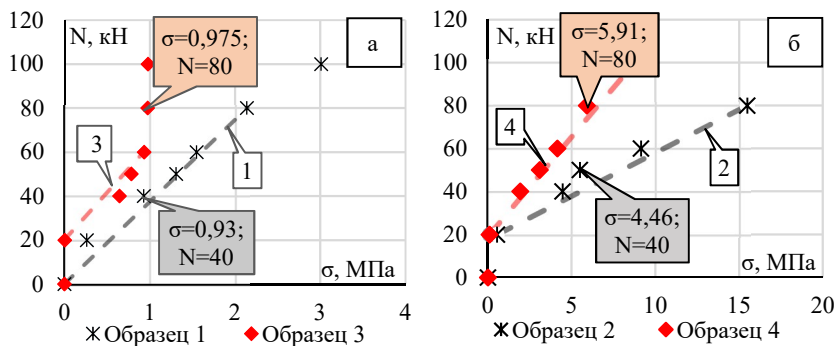 N, кН
а
120
100
80
60
40
20
0
σ=0,975;
N=80
3
1
σ=0,93;
N=40
σ, МПа
0 1 2 3 4
Образец 1 Образец 3
N, кН
б
120
100
80
60
40
20
0
σ=5,91;
N=80
4
2
σ=4,46;
N=40
σ, МПа
0 5 10 15 20
Образец 2 Образец 4